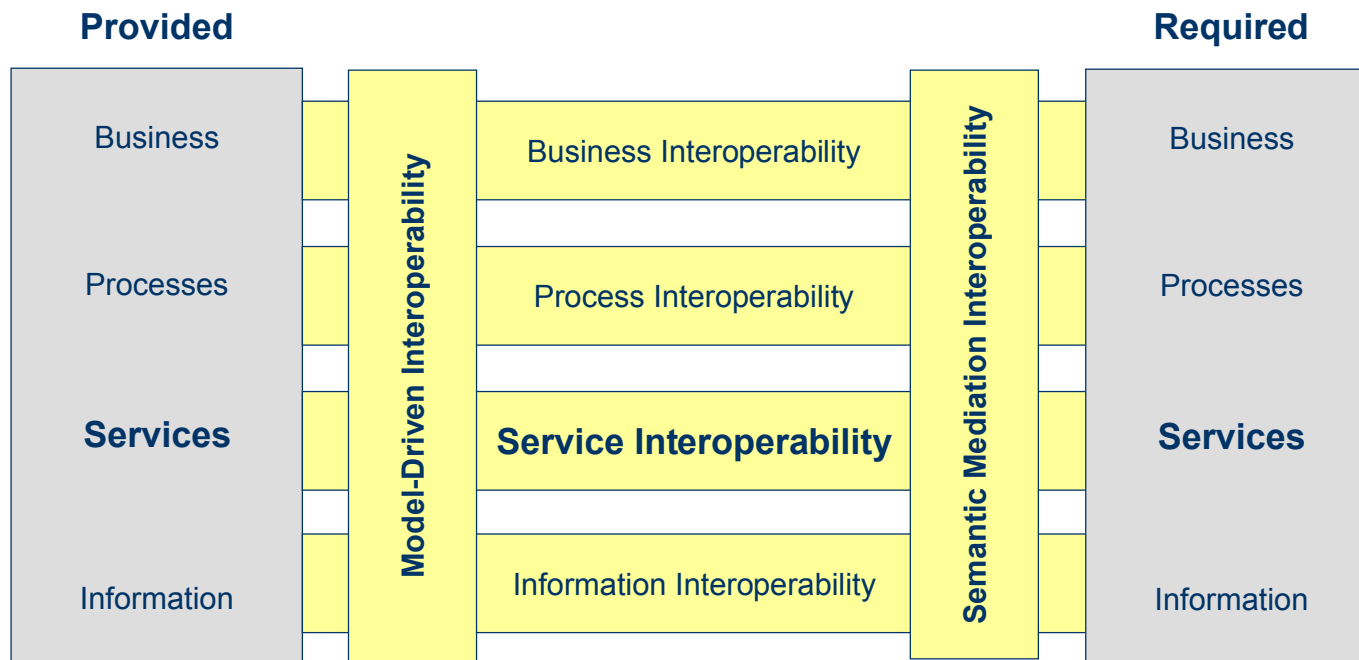 Provided
Required
Business
Business Interoperability
Business
Processes
Process Interoperability
Processes
Services
Service Interoperability
Services
Information
Information Interoperability
Information
Model-Driven Interoperability
Semantic Mediation Interoperability